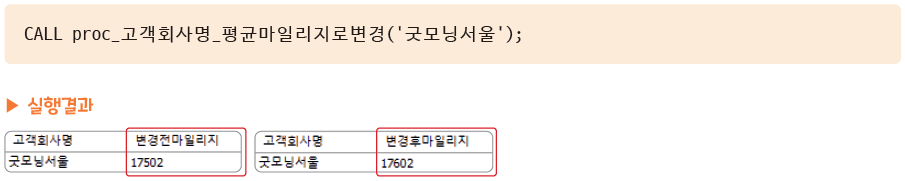 CALL proc_고객회사명_평균마일리지로변경('굿모닝서울');
▶ 실행결과
고객회사명 변경전마일리지 고객회사명 변경후마일리지
굿모닝서울 17502 굿모닝서울 17602